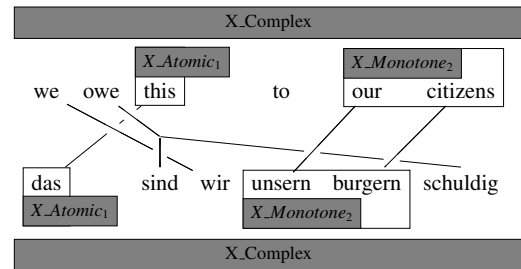 X_Complex
X_Atomic1 X_Monotone2
we owe this to our citizens
das sind wir unsern burgern schuldig
X_Atomic1 X_Monotone2
X_Complex